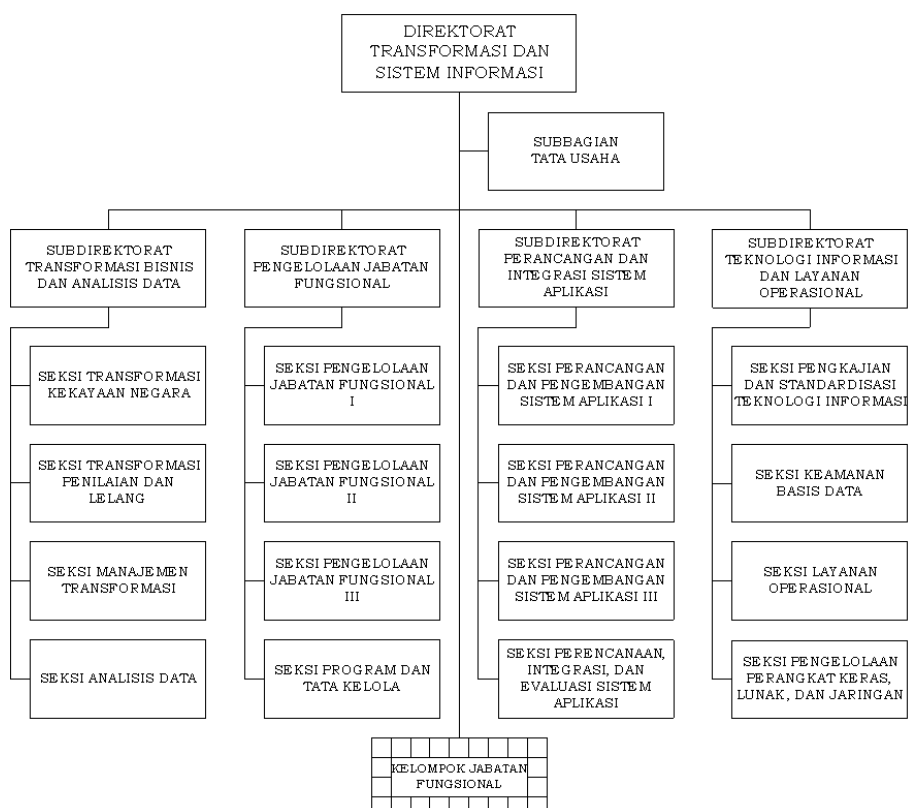 DIREKTORAT
TRANSFORMASI DAN
SISTEM INFORMASI
SUBBAGIAN
TATA USAHA
SUBDIREKTORAT
TRANSFORMASI BISNIS
DAN ANALISIS DATA
SUBDIREKTORAT
PENGELOLAAN JABATAN
FUNGSIONAL
SUBDIREKTORAT
PERANCANGAN DAN
INTEGRASI SISTEM
APLIKASI
SUBDIREKTORAT
TEKNOLOGI INFORMASI
DAN LAYANAN
OPERASIONAL
SEKSI TRANSFORMASI
KEKAYAAN NEGARA
SEKSI PENGELOLAAN
JABATAN FUNGSIONAL
I
SEKSI PERANCANGAN
DAN PENGEMBANGAN
SISTEM APLIKASI I
SEKSI PENGKAJIAN
DAN STANDARDISASI
TEKNOLOGI INFORMASI
SEKSI TRANSFORMASI
PENILAIAN DAN
LELANG
SEKSI PENGELOLAAN
JABATAN FUNGSIONAL
II
SEKSI PERANCANGAN
DAN PENGEMBANGAN
SISTEM APLIKASI II
SEKSI KEAMANAN
BASIS DATA
SEKSI MANAJEMEN
TRANSFORMASI
SEKSI PENGELOLAAN
JABATAN FUNGSIONAL
III
SEKSI PERANCANGAN
DAN PENGEMBANGAN
SISTEM APLIKASI III
SEKSI LAYANAN
OPERASIONAL
SEKSI ANALISIS DATA
SEKSI PROGRAM DAN
TATA KELOLA
SEKSI PERENCANAAN,
INTEGRASI, DAN
EVALUASI SISTEM
APLIKASI
SEKSI PENGELOLAAN
PERANGKAT KERAS,
LUNAK, DAN JARINGAN
KELOMPOK JABATAN
FUNGSIONAL